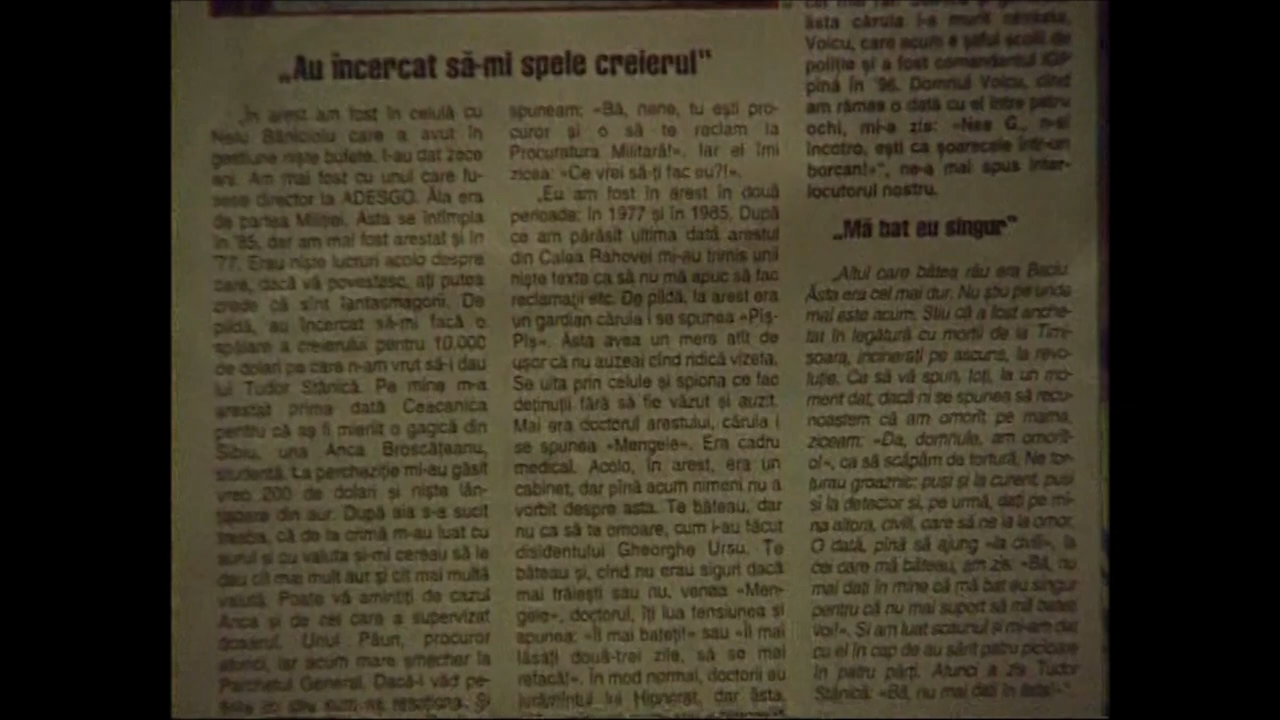 „Au încercat să-mi spele creierul"
„În arest am fost în celulă cu
Nelu Bănicioiu care a avut în
gestiune niște bufete. I-au dat zece
ani. Am mai fost cu unul care fu-
sese director la ADESGO. Ăla era
de partea Miliției. Asta se întîmpla
în '85, dar am mai fost arestat și în
'77. Erau niște lucruri acolo despre
care, dacă vă povestesc, ați putea
crede că sînt fantasmagorii. De
pildă, au încercat să-mi facă o
spălare a creierului pentru 10.000
de dolari pe care n-am vrut să-i dau
lui Tudor Stănică. Pe mine m-a
arestat prima dată Ceacanica
pentru că aș fi mierlit o gagică din
Sibiu, una Anca Broscățeanu,
studentă. La percheziție mi-au găsit
vreo 200 de dolari și niște lăn-
țișoare din aur. După aia s-a sucit
treaba, că de la crimă m-au luat cu
aurul și cu valuta și-mi cereau să le
dau cît mai mult aur și cît mai multă
valută. Poate vă amintiți de cazul
Anca și de cei care a supervizat
dosarul. Unul Păun, procuror
atunci, iar acum mare șmecher la
Parchetul General. Dacă-l văd pe
Și
spuneam: «Bă, nene, tu ești pro-
curor și o să te reclam la
Procuratura Militară!». Iar el îmi
zicea: «Ce vrei să-ți fac eu?!».
„Eu am fost în arest în două
perioade: în 1977 și în 1985. După
ce am părăsit ultima dată arestul
din Calea Rahovei mi-au trimis unii
niște texte ca să nu mă apuc să fac
reclamații etc. De pildă, la arest era
un gardian căruia i se spunea «Piș-
Piș». Ăsta avea un mers atît de
ușor că nu auzeai cînd ridică vizeta.
Se uita prin celule și spiona ce fac
deținuții fără să fie văzut și auzit.
Mai era doctorul arestului, căruia i
se spunea «Mengele». Era cadru
medical. Acolo, în arest, era un
cabinet, dar pînă acum nimeni nu a
vorbit despre asta. Te băteau, dar
nu ca să te omoare, cum i-au făcut
disidentului Gheorghe Ursu. Te
băteau și, cînd nu erau siguri dacă
mai trăiești sau nu, venea «Men-
gele», doctorul, îți lua tensiunea și
spunea: «Îl mai bateți!» sau «Îl mai
lăsați două-trei zile, să se mai
refacă!». În mod normal, doctorii au
jurămîntul lui Hipocrat, dar ăsta,
ăsta căruia i-a murit nevasta,
Voicu, care acum e șeful școlii de
poliție și a fost comandantul IGP
pînă în '96. Domnul Voicu, cînd
am rămas o dată cu el între patru
ochi, mi-a zis: «Nea G., n-ai
încotro, ești ca șoarecele într-un
borcan!»", ne-a mai spus inter-
locutorul nostru.
„Mă bat eu singur"
„Altul care bătea rău era Baciu.
Ăsta era cel mai dur. Nu știu pe unde
mai este acum. Știu că a fost anche-
tat în legătură cu morții de la Timi-
șoara, incinerați pe ascuns, la revo-
luție. Ca să vă spun, toți, la un mo-
ment dat, dacă ni se spunea să recu-
noaștem că am omorît pe mama,
ziceam: «Da, domnule, am omorît-
o!», ca să scăpăm de tortură. Ne tor-
turau groaznic: puși și la curent, puși
și la detector și, pe urmă, dați pe mî-
na altora, civili, care să ne ia la omor.
O dată, pînă să ajung «la civili», la
cei care mă băteau, am zis: «Bă, nu
mai dați în mine că mă bat eu singur
pentru că nu mai suport să mă bateți
voi!». Și am luat scaunul și mi-am dat
cu el în cap de au sărit patru picioare
în patru părți. Atunci a zis Tudor
Stănică: «Bă, nu mai dați în ăsta!»."